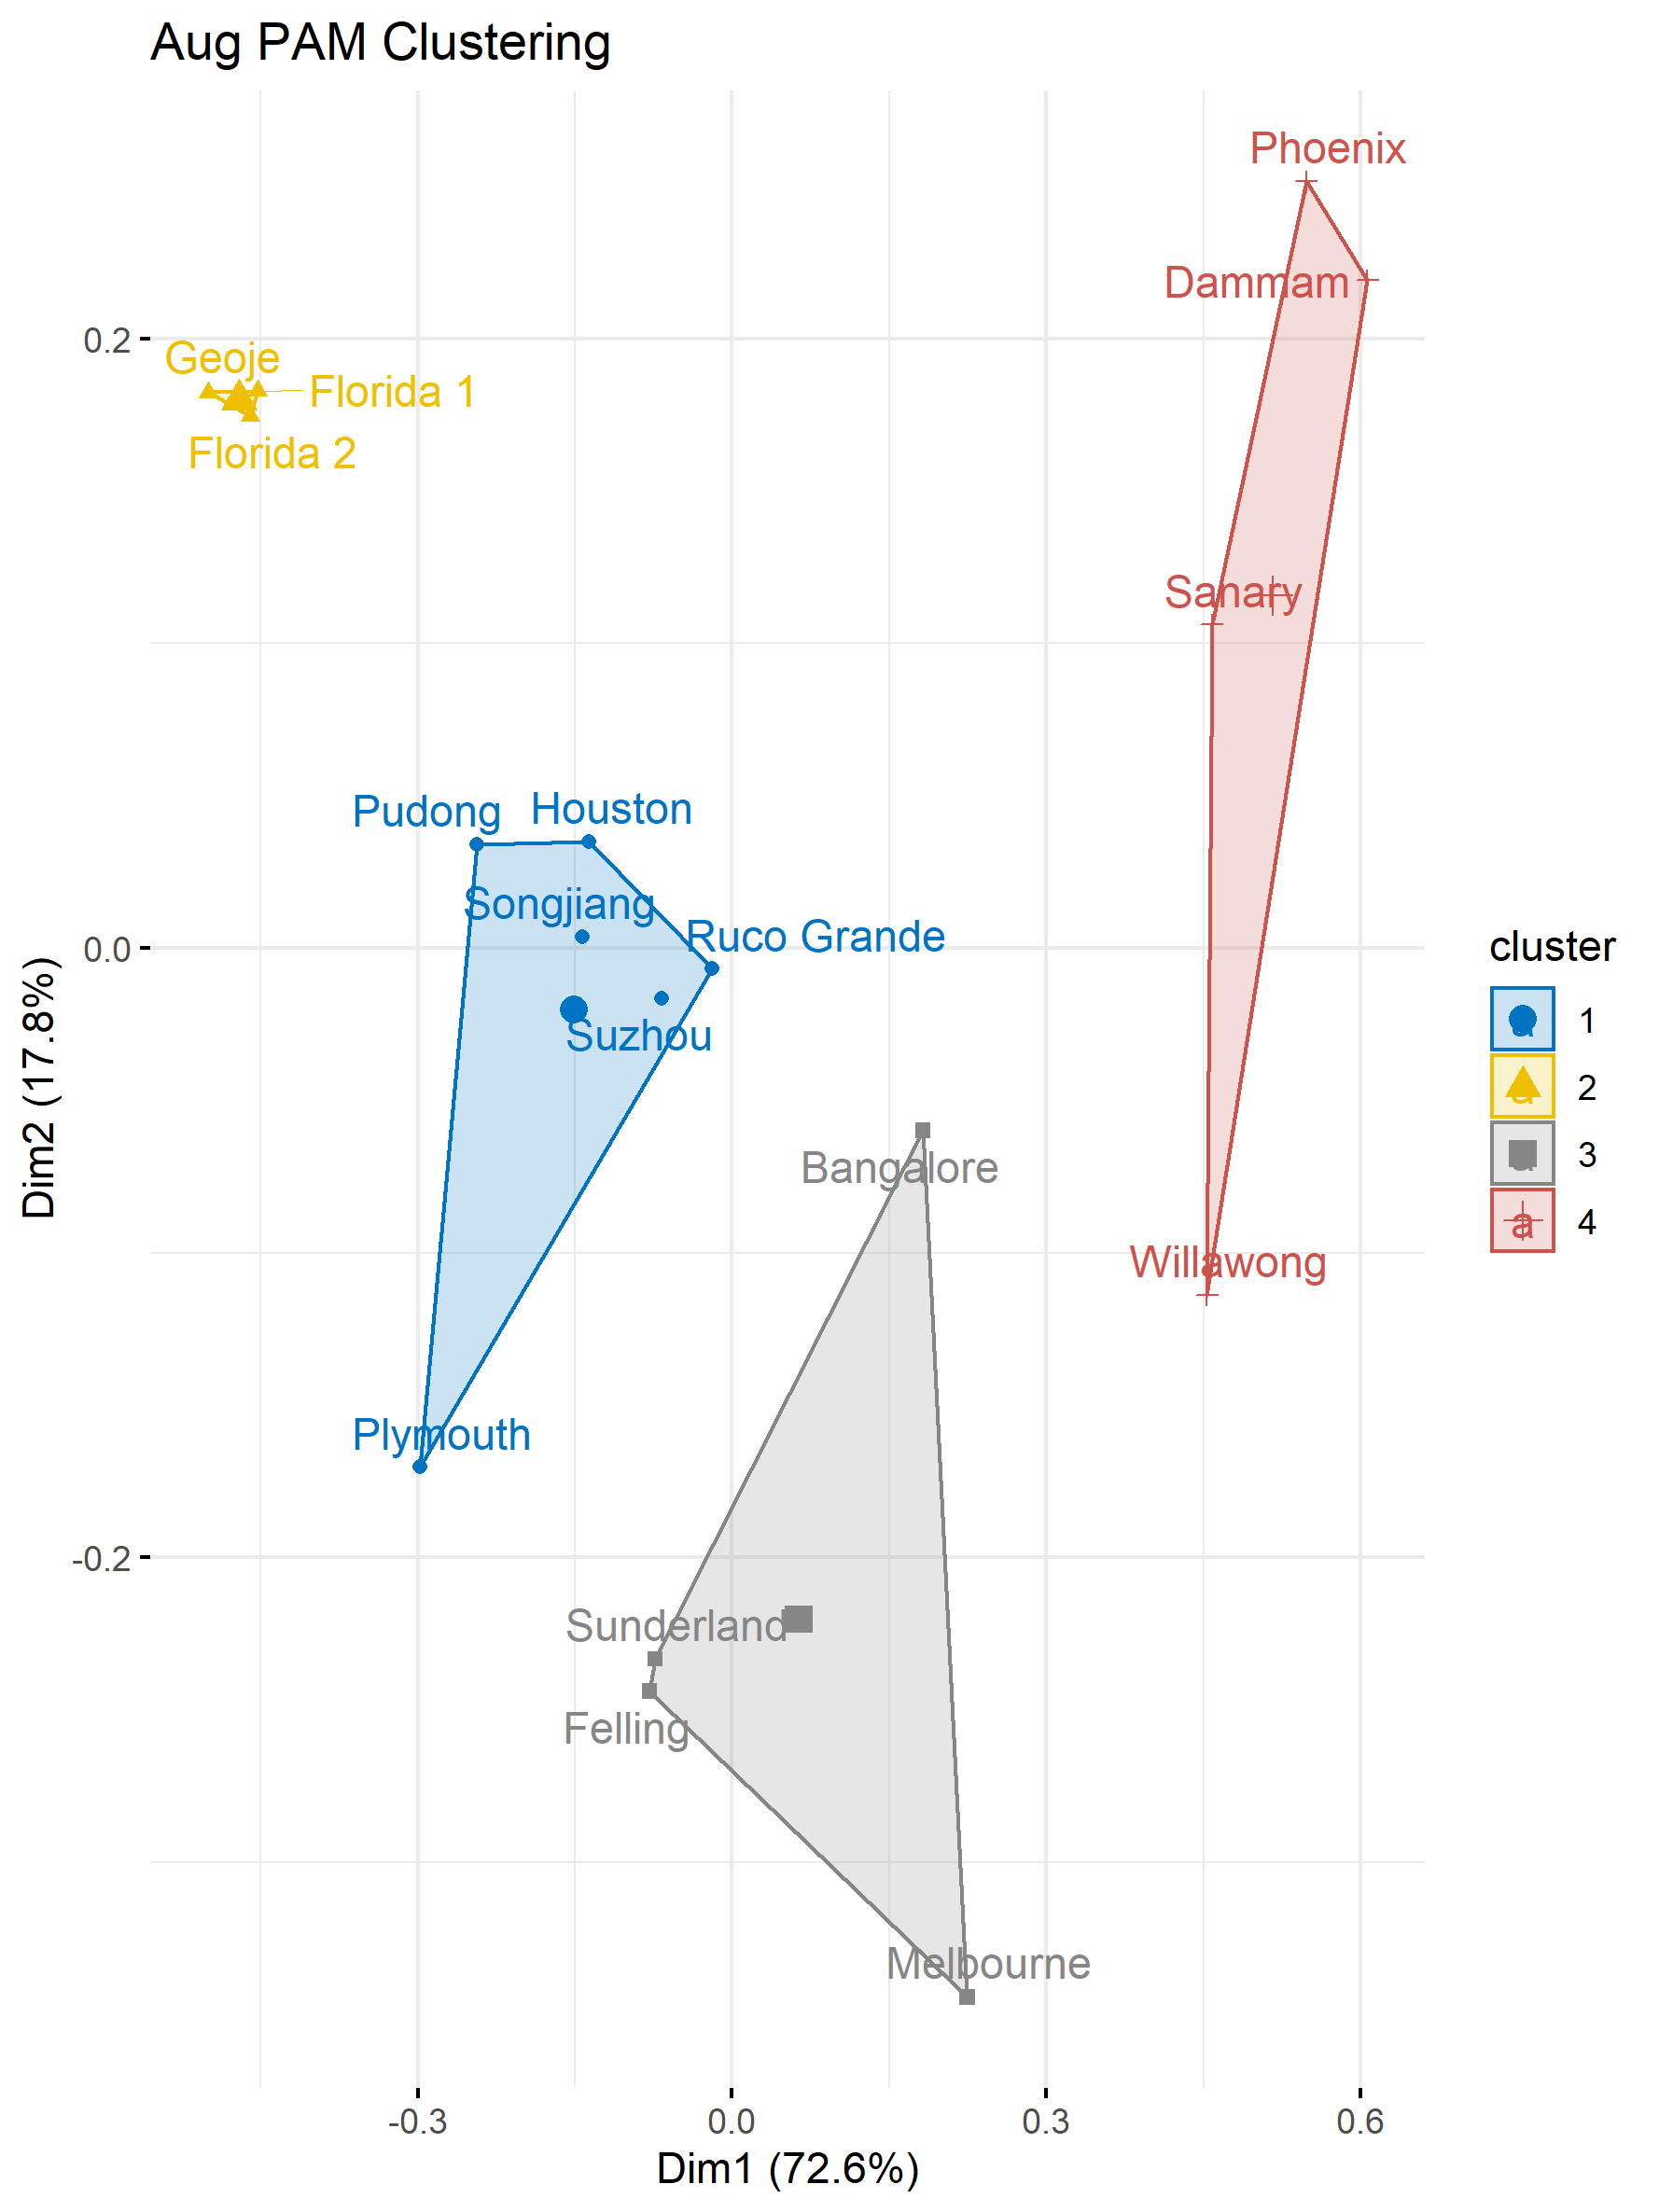 Aug PAM Clustering
Phoenix
Dammam
0.2
Geoje
Florida 1
Florida 2
Sanary
Pudong
Houston
Songjiang
Ruco Grande
0.0
Suzhou
cluster
a 1
a 2
a 3
a 4
Dim2 (17.8%)
Bangalore
Willawong
Plymouth
-0.2
Sunderland
Felling
Melbourne
-0.3 0.0 0.3 0.6
Dim1 (72.6%)